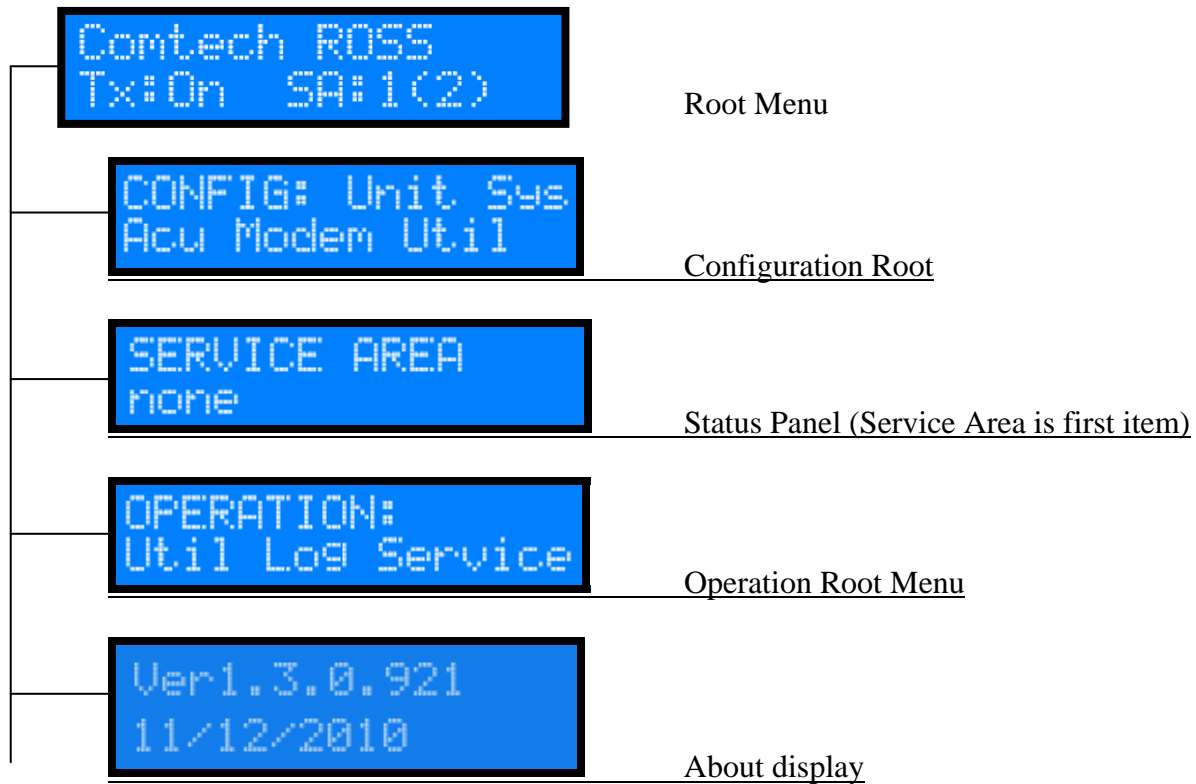 Comtech ROSS
Tx:On SA:1(2)
Root Menu
CONFIG: Unit Sys
Acu Modem Util
Configuration Root
SERVICE AREA
none
Status Panel (Service Area is first item)
OPERATION:
Util Log Service
Operation Root Menu
Ver1.3.0.921
11/12/2010
About display